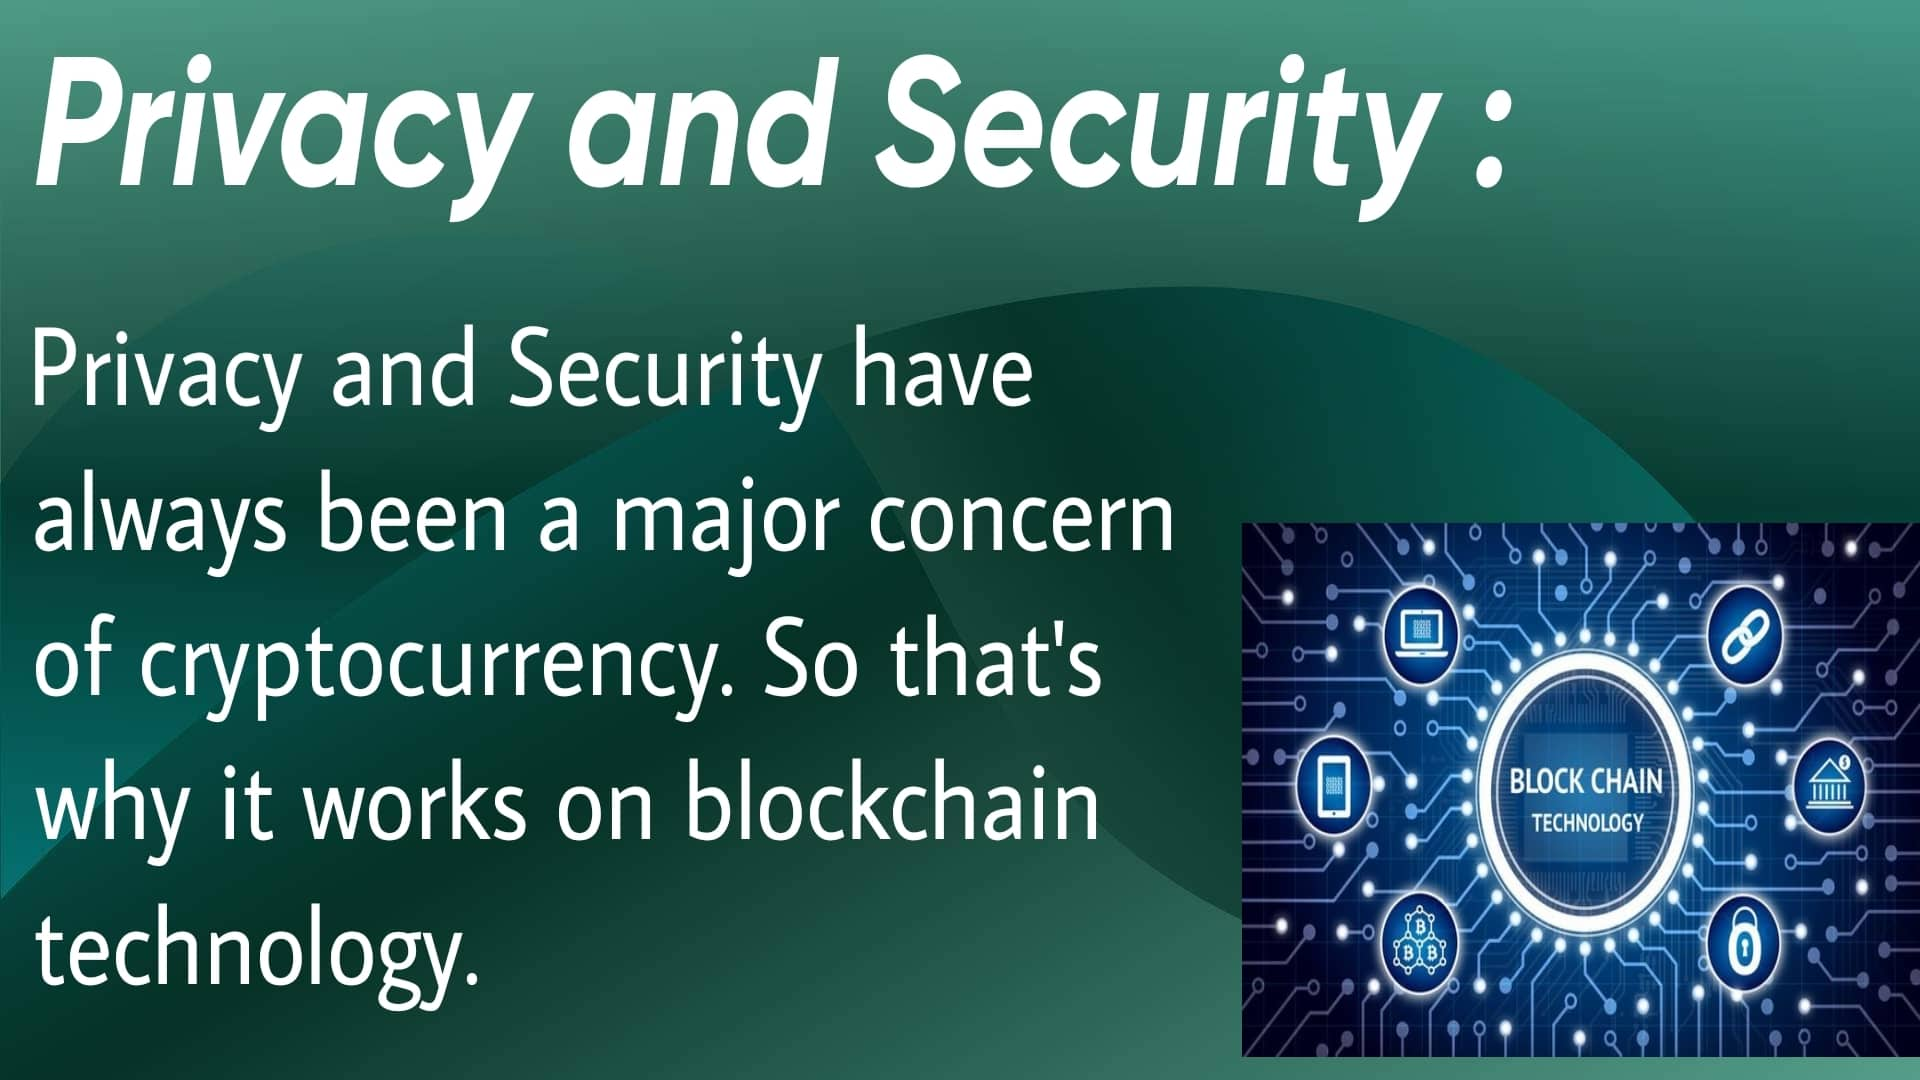 Privacy and Security :
Privacy and Security have
always been a major concern
of cryptocurrency. So that's
why it works on blockchain
technology.
BLOCK CHAIN
TECHNOLOGY